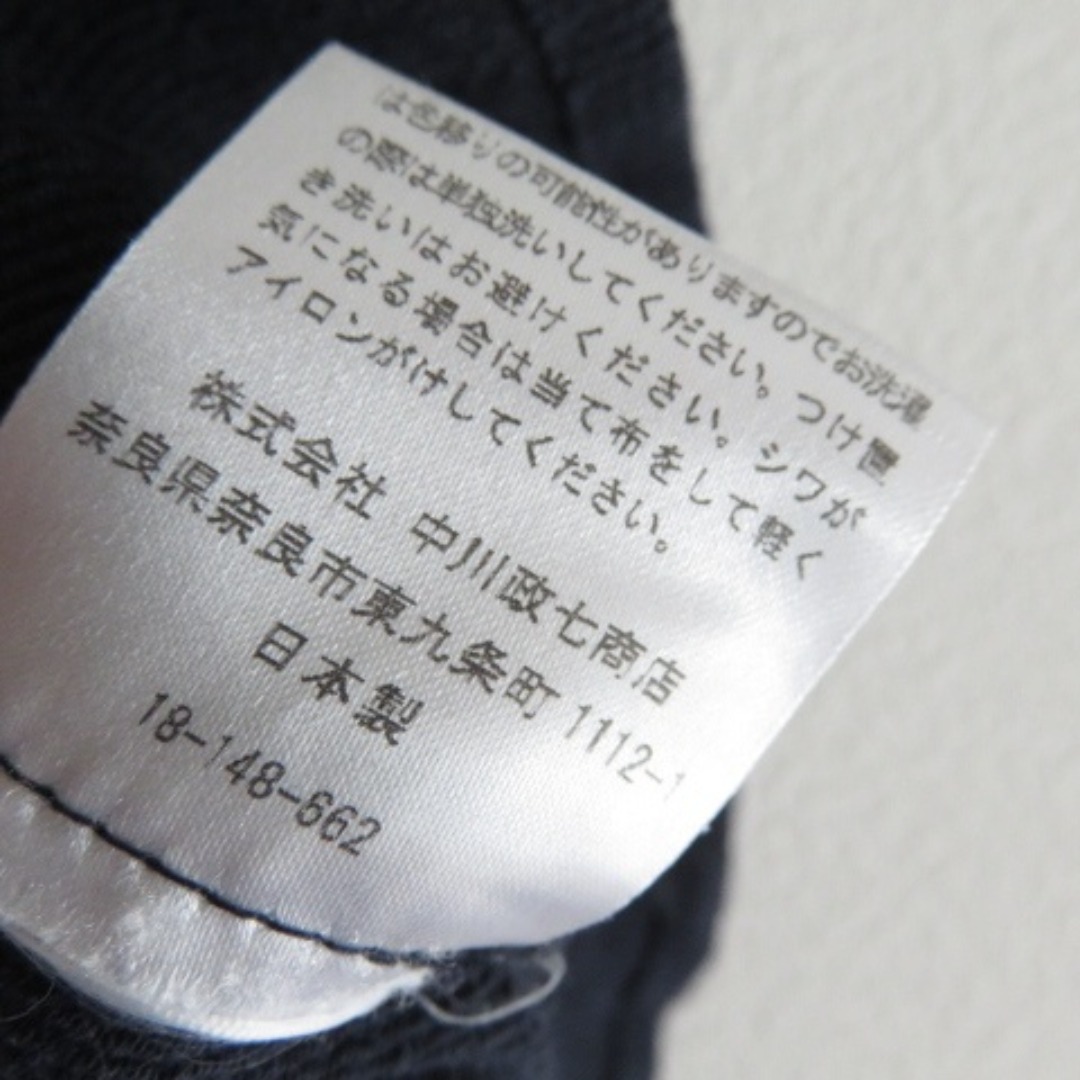 は色移りの可能性がありますのでお洗濯
の際は単独洗いしてください。つけ置
き洗いはお避けください。シワが
気になる場合は当て布をして軽く
アイロンがけしてください。
株式会社 中川政七商店
奈良県奈良市東九条町 1112-1
日本製
18-148-662